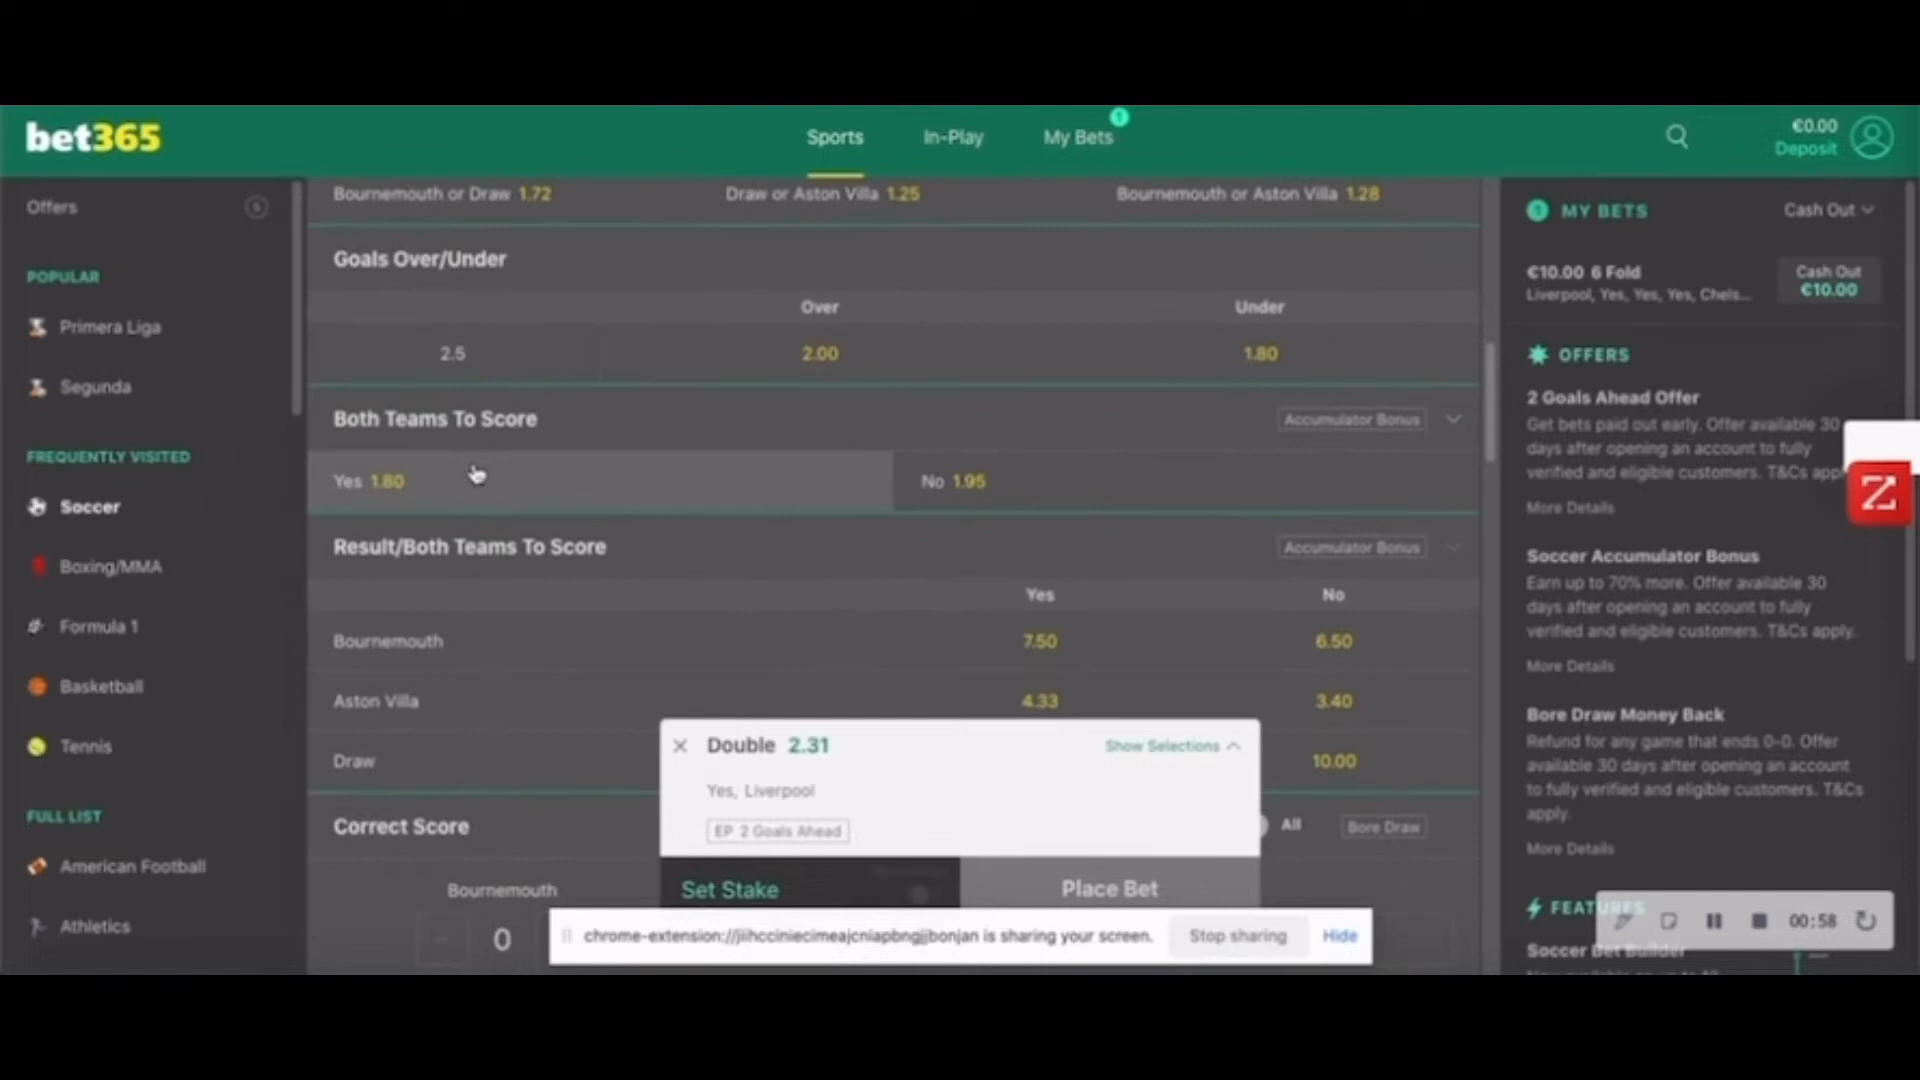 bet365
Sports
In-Play
My Bets
1
€0.00
Deposit
Offers
POPULAR
Primera Liga
Segunda
FREQUENTLY VISITED
Soccer
Boxing/MMA
Formula 1
Basketball
Tennis
FULL LIST
American Football
Athletics
Bournemouth or Draw 1.72
Draw or Aston Villa 1.25
Bournemouth or Aston Villa 1.28
Goals Over/Under
Over
Under
2.5
2.00
1.80
Both Teams To Score
Accumulator Bonus
Yes 1.80
No 1.95
Result/Both Teams To Score
Accumulator Bonus
Yes
No
Bournemouth
7.50
6.50
Aston Villa
4.33
3.40
Draw
10.00
Correct Score
All
Bore Draw
Bournemouth
0
Double 2.31
Show Selections
Yes, Liverpool
EP 2 Goals Ahead
Set Stake
Place Bet
is sharing your screen.
Stop sharing
Hide
1 MY BETS
Cash Out
€10.00 6 Fold
Liverpool, Yes, Yes, Yes, Chels...
Cash Out
€10.00
OFFERS
2 Goals Ahead Offer
Get bets paid out early. Offer available 30
days after opening an account to fully
verified and eligible customers. T&Cs appl
More Details
Soccer Accumulator Bonus
Earn up to 70% more. Offer available 30
days after opening an account to fully
verified and eligible customers. T&Cs apply.
More Details
Bore Draw Money Back
Refund for any game that ends 0-0. Offer
available 30 days after opening an account
to fully verified and eligible customers. T&Cs
apply.
More Details
FEATURES
00:58
Soccer Bet Builder